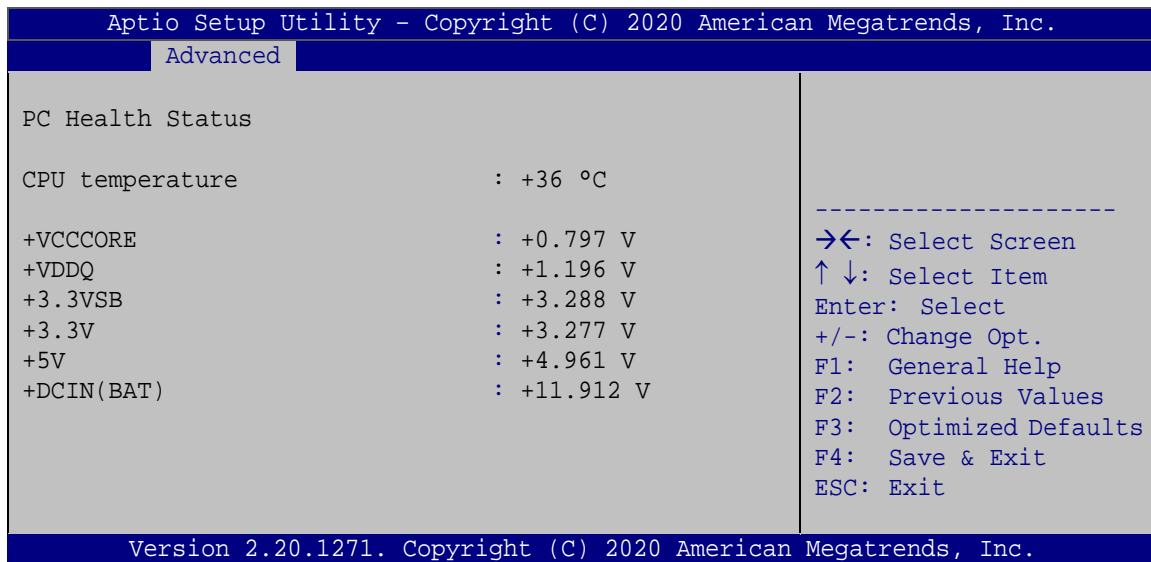 Aptio Setup Utility – Copyright (C) 2020 American Megatrends, Inc.
Advanced
PC Health Status
CPU temperature : +36 °C
+VCCCORE : +0.797 V
+VDDQ : +1.196 V
+3.3VSB : +3.288 V
+3.3V : +3.277 V
+5V : +4.961 V
+DCIN(BAT) : +11.912 V
---------------------
→←: Select Screen
↑ ↓: Select Item
Enter: Select
+/-: Change Opt.
F1: General Help
F2: Previous Values
F3: Optimized Defaults
F4: Save & Exit
ESC: Exit
Version 2.20.1271. Copyright (C) 2020 American Megatrends, Inc.